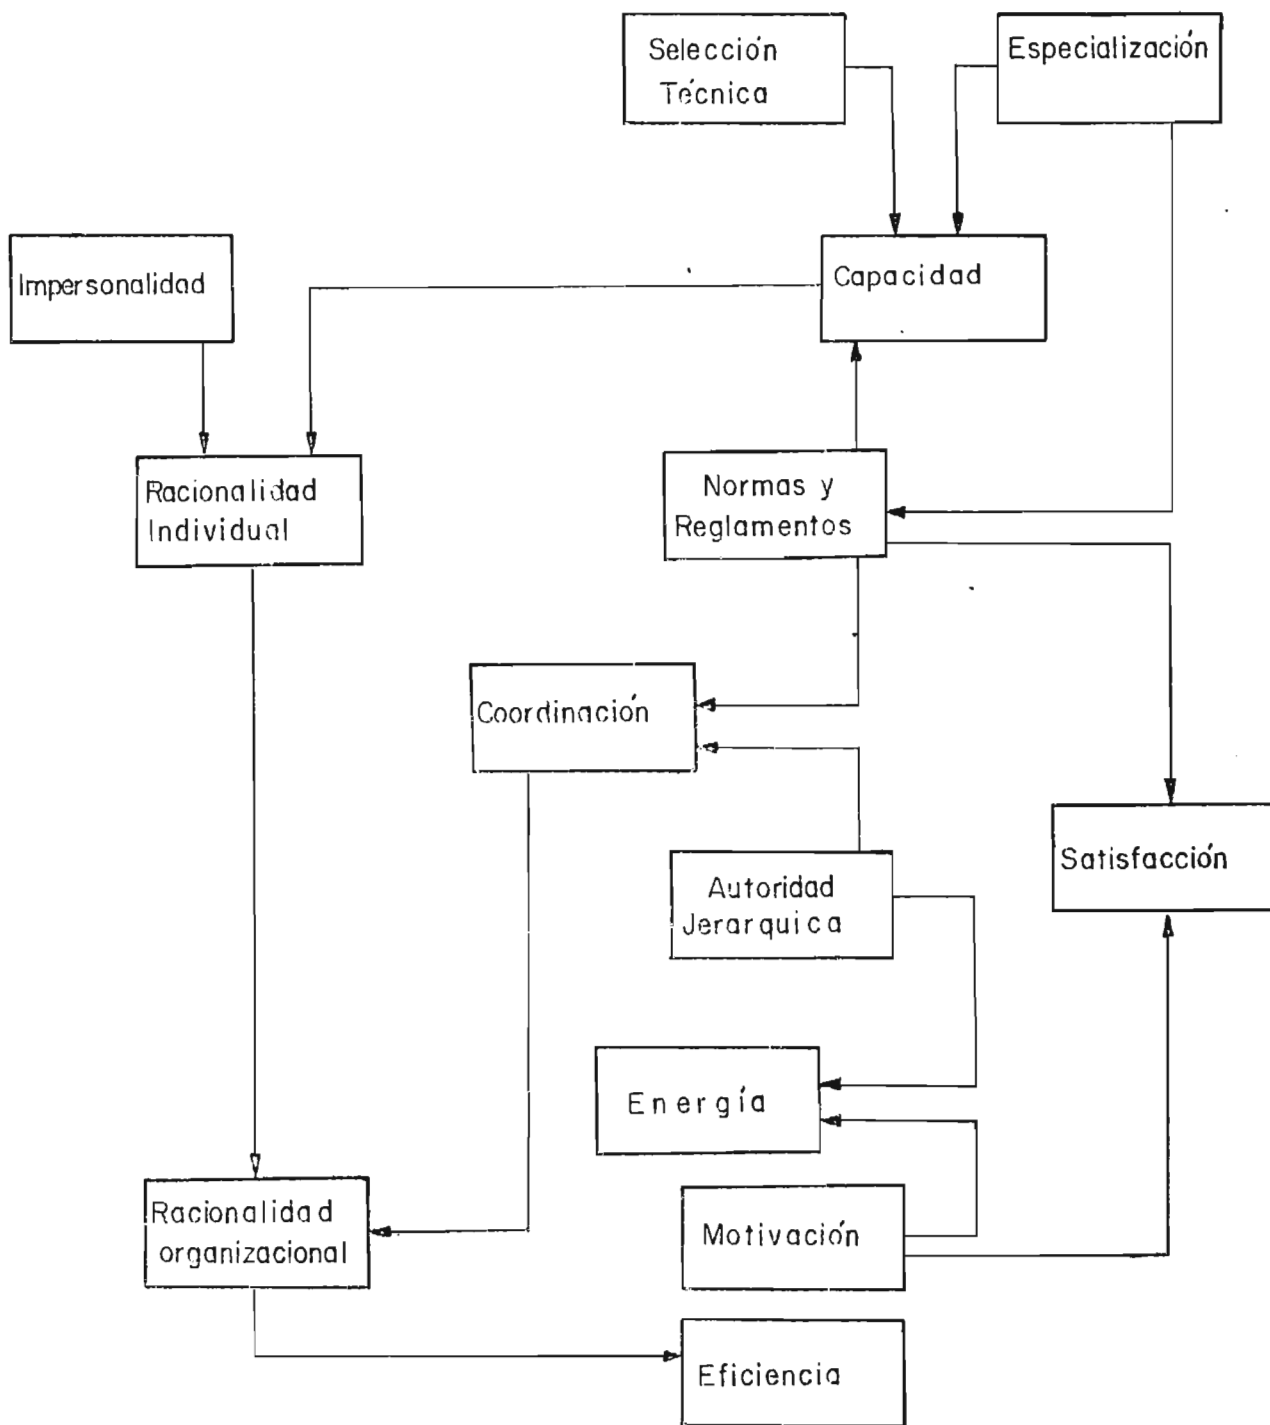 Selección
Técnica
Especialización
Impersonalidad
Capacidad
Racionalidad
Individual
Normas y
Reglamentos
Coordinación
Autoridad
Jerarquica
Satisfacción
Energía
Racionalidad
organizacional
Motivación
Eficiencia